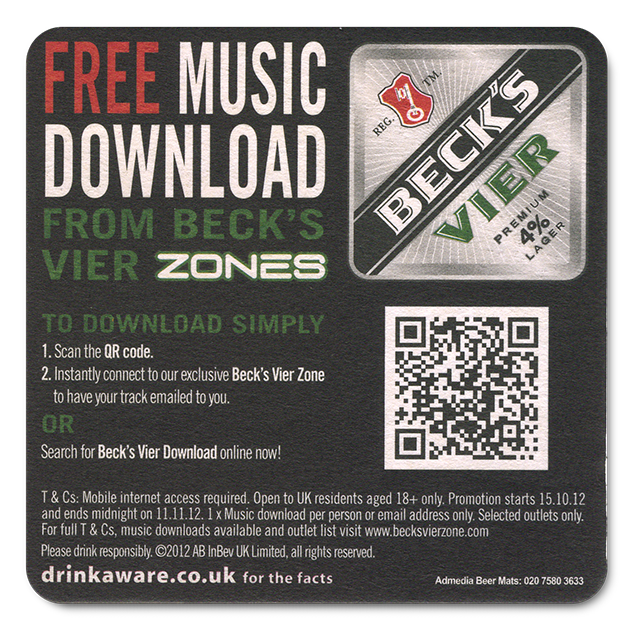 FREE MUSIC
DOWNLOAD
FROM BECK'S
VIER ZONES
REG. TM.
BECK'S
VIER
PREMIUM
4%
LAGER
TO DOWNLOAD SIMPLY
1. Scan the QR code.
2. Instantly connect to our exclusive Beck's Vier Zone
to have your track emailed to you.
OR
Search for Beck's Vier Download online now!
T & Cs: Mobile internet access required. Open to UK residents aged 18+ only. Promotion starts 15.10.12
and ends midnight on 11.11.12. 1 x Music download per person or email address only. Selected outlets only.
For full T & Cs, music downloads available and outlet list visit www.becksvierzone.com
Please drink responsibly. ©2012 AB InBev UK Limited, all rights reserved.
drinkaware.co.uk for the facts
Admedia Beer Mats: 020 7580 3633